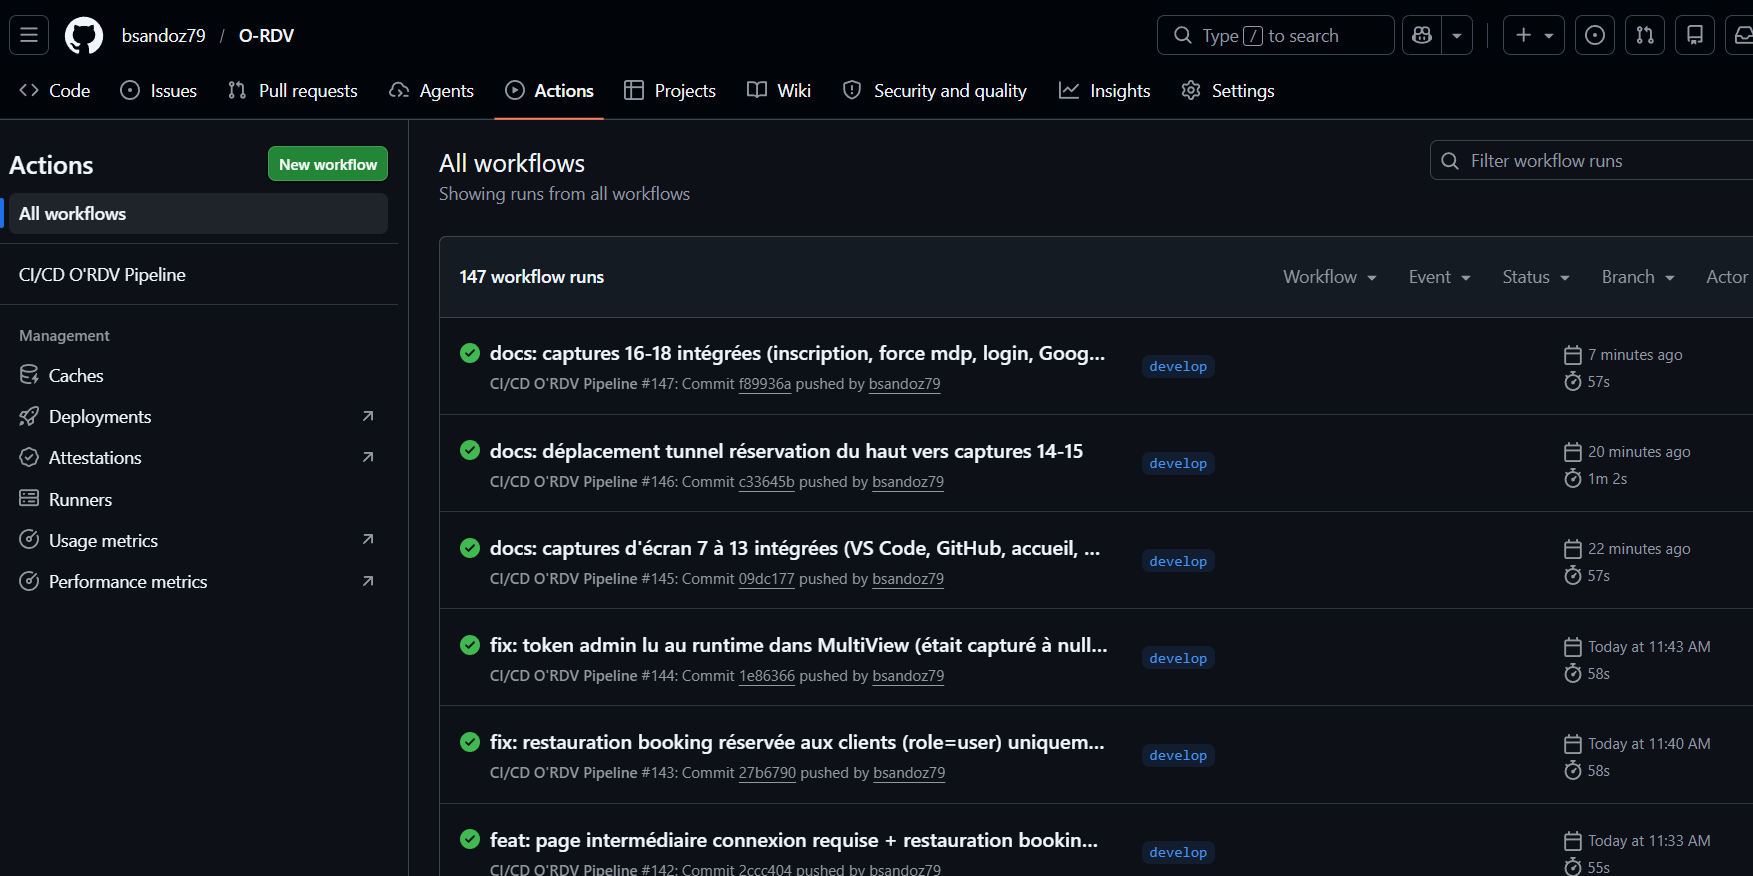 bsandoz79 / O-RDV
Type / to search
Code
Issues
Pull requests
Agents
Actions
Projects
Wiki
Security and quality
Insights
Settings
Actions
New workflow
All workflows
CI/CD O'RDV Pipeline
Management
Caches
Deployments
Attestations
Runners
Usage metrics
Performance metrics
All workflows
Showing runs from all workflows
Filter workflow runs
147 workflow runs
Workflow
Event
Status
Branch
Actor
docs: captures 16-18 intégrées (inscription, force mdp, login, Goog...
CI/CD O'RDV Pipeline #147: Commit f89936a pushed by bsandoz79
develop
7 minutes ago
57s
docs: déplacement tunnel réservation du haut vers captures 14-15
CI/CD O'RDV Pipeline #146: Commit c33645b pushed by bsandoz79
develop
20 minutes ago
1m 2s
docs: captures d'écran 7 à 13 intégrées (VS Code, GitHub, accueil, ...
CI/CD O'RDV Pipeline #145: Commit 09dc177 pushed by bsandoz79
develop
22 minutes ago
57s
fix: token admin lu au runtime dans MultiView (était capturé à null...
CI/CD O'RDV Pipeline #144: Commit 1e86366 pushed by bsandoz79
develop
Today at 11:43 AM
58s
fix: restauration booking réservée aux clients (role=user) uniquem...
CI/CD O'RDV Pipeline #143: Commit 27b6790 pushed by bsandoz79
develop
Today at 11:40 AM
58s
feat: page intermédiaire connexion requise + restauration bookin...
CI/CD O'RDV Pipeline #142: Commit 2ccc404 pushed by bsandoz79
develop
Today at 11:33 AM
55s